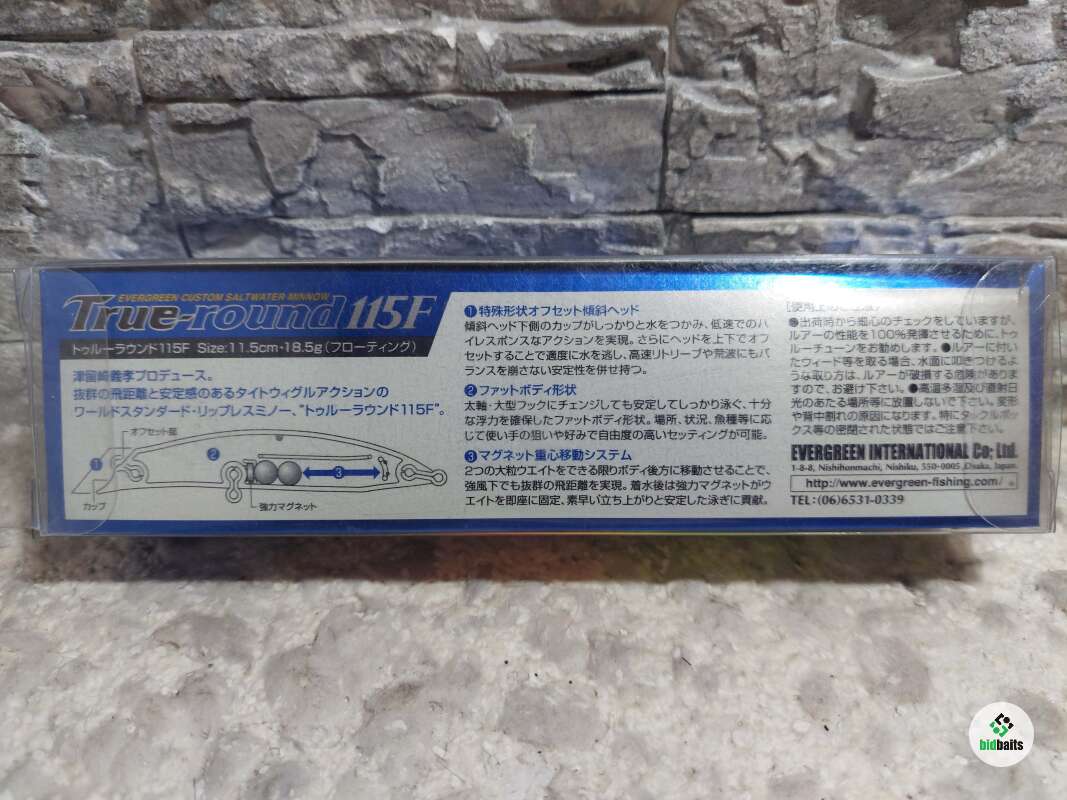 EVERGREEN CUSTOM SALTWATER MINNOW
True-round 115F
トゥルーラウンド115F Size:11.5cm・18.5g(フローティング)
津留崎義孝プロデュース。
抜群の飛距離と安定感のあるタイトウィグルアクションの
ワールドスタンダード・リップレスミノー、“トゥルーラウンド115F”。
オフセット部
1
2
3
カップ
強力マグネット
❶特殊形状オフセット傾斜ヘッド
傾斜ヘッド下側のカップがしっかりと水をつかみ、低速でのハ
イレスポンスなアクションを実現。さらにヘッドを上下でオフ
セットすることで適度に水を逃し、高速リトリーブや荒波にもバ
ランスを崩さない安定性を併せ持つ。
❷ファットボディ形状
太軸・大型フックにチェンジしても安定してしっかり泳ぐ、十分
な浮力を確保したファットボディ形状。場所、状況、魚種等に応
じて使い手の狙いや好みで自由度の高いセッティングが可能。
❸マグネット重心移動システム
2つの大粒ウエイトをできる限りボディ後方に移動させることで、
強風下でも抜群の飛距離を実現。着水後は強力マグネットがウ
エイトを即座に固定、素早い立ち上がりと安定した泳ぎに貢献。
【使用上のご注意】
●出荷時から細心のチェックをしていますが、
ルアーの性能を100%発揮させるために、トゥ
ルーチューンをお勧めします。●ルアーに付い
たウィード等を取る場合、水面に叩きつけるよ
うな取り方は、ルアーが破損する危険がありま
すので、お避け下さい。●高温多湿及び直射日
光のあたる場所等に放置しないで下さい。変形
や背中割れの原因になります。特にタックルボッ
クス等の密閉された状態ではご注意下さい。
EVERGREEN INTERNATIONAL Co; Ltd.
1-8-8, Nishihonmachi, Nishiku, 550-0005, Osaka, Japan.
http://www.evergreen-fishing.com/
TEL:(06)6531-0339
bidbaits